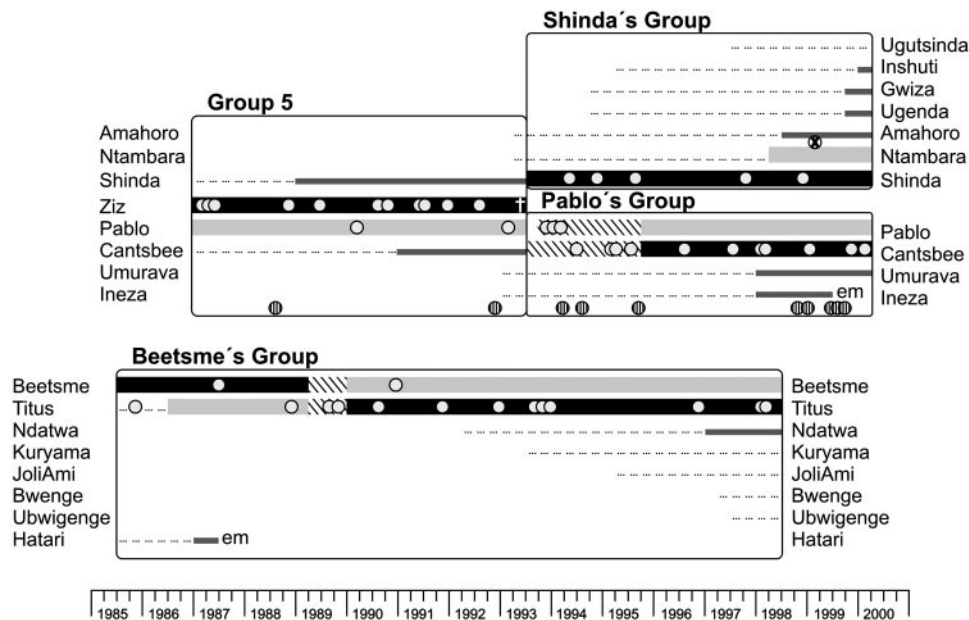 Shinda´s Group
Ugutsinda
Inshuti
Gwiza
Ugenda
Amahoro
Ntambara
Shinda
Group 5
Amahoro
Ntambara
Shinda
Ziz
Pablo
Cantsbee
Umurava
Ineza
Pablo´s Group
Pablo
Cantsbee
Umurava
em
Ineza
Beetsme´s Group
Beetsme
Titus
Ndatwa
Kuryama
JoliAmi
Bwenge
Ubwigenge
Hatari
em
Beetsme
Titus
Ndatwa
Kuryama
JoliAmi
Bwenge
Ubwigenge
Hatari
1985 1986 1987 1988 1989 1990 1991 1992 1993 1994 1995 1996 1997 1998 1999 2000